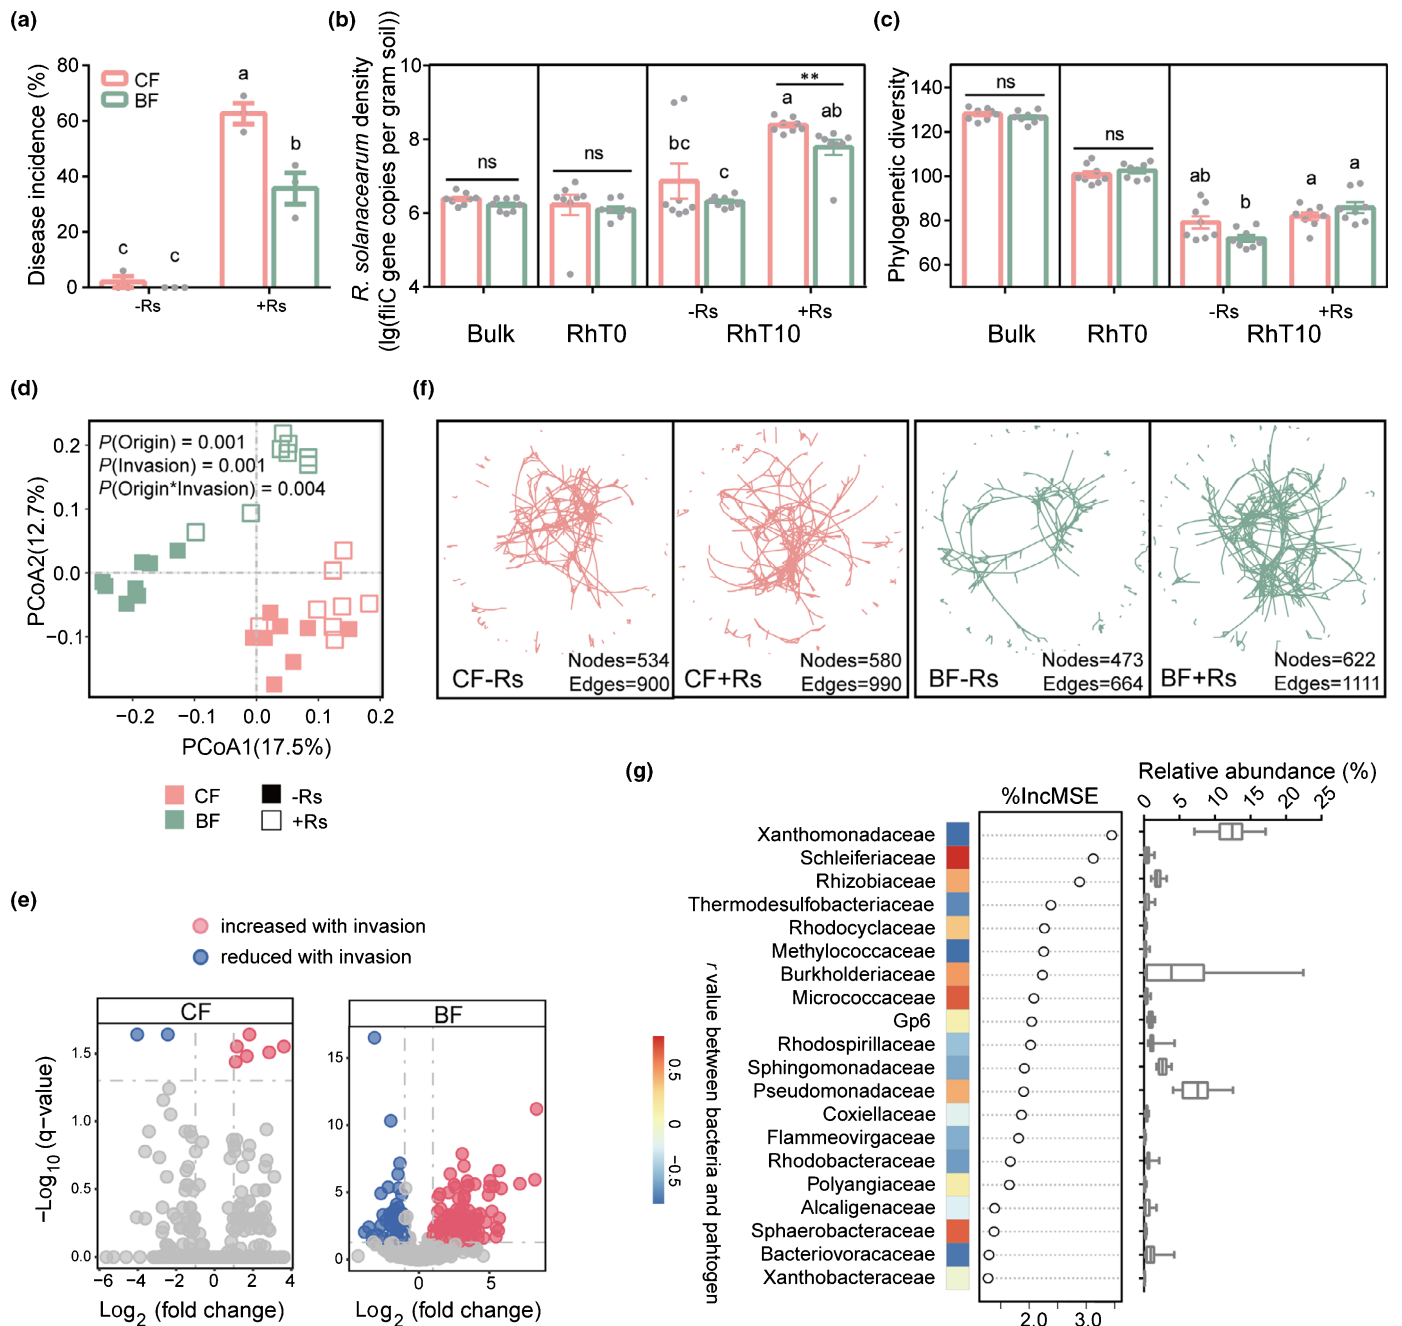 (a)
Disease incidence (%)
80
60
40
20
0
CF
BF
c
c
a
b
-Rs
+Rs
(b)
R. solanacearum density
(lg(fliC gene copies per gram soil))
10
8
6
4
ns
ns
bc
c
**
a
ab
-Rs
+Rs
Bulk
RhT0
RhT10
(c)
Phylogenetic diversity
140
120
100
80
60
ns
ns
ab
b
a
a
-Rs
+Rs
Bulk
RhT0
RhT10
(d)
PCoA2(12.7%)
0.2
0.1
0.0
−0.1
P(Origin) = 0.001
P(Invasion) = 0.001
P(Origin*Invasion) = 0.004
−0.2
−0.1
0.0
0.1
0.2
PCoA1(17.5%)
CF
BF
-Rs
+Rs
(f)
CF-Rs
Nodes=534
Edges=900
CF+Rs
Nodes=580
Edges=990
BF-Rs
Nodes=473
Edges=664
BF+Rs
Nodes=622
Edges=1111
(e)
increased with invasion
reduced with invasion
CF
BF
−Log10 (q−value)
1.5
1.0
0.5
0.0
−6
−4
−2
0
2
4
Log2 (fold change)
15
10
5
0
0
5
Log2 (fold change)
(g)
%IncMSE
Relative abundance (%)
0
5
10
15
20
25
Xanthomonadaceae
Schleiferiaceae
Rhizobiaceae
Thermodesulfobacteriaceae
Rhodocyclaceae
Methylococcaceae
Burkholderiaceae
Micrococcaceae
Gp6
Rhodospirillaceae
Sphingomonadaceae
Pseudomonadaceae
Coxiellaceae
Flammeovirgaceae
Rhodobacteraceae
Polyangiaceae
Alcaligenaceae
Sphaerobacteraceae
Bacteriovoracaceae
Xanthobacteraceae
2.0
3.0
0.5
0
−0.5
r value between bacteria and pahtogen